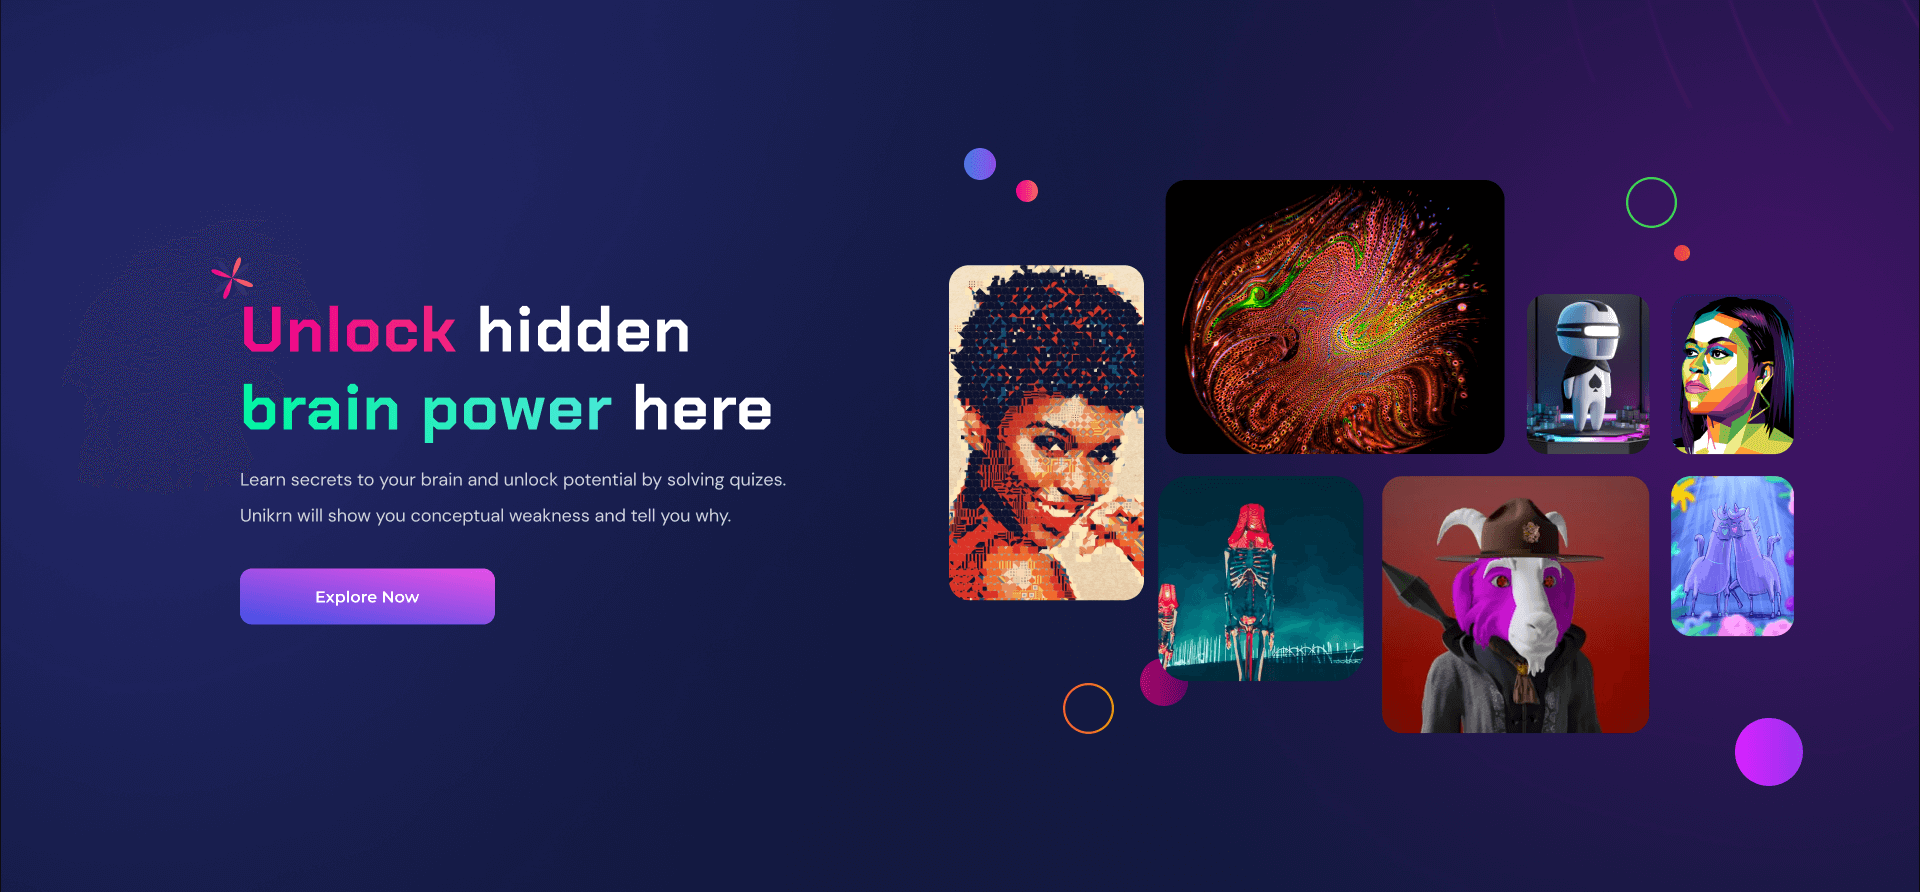 Unlock hidden
brain power here
Learn secrets to your brain and unlock potential by solving quizes.
Unikrn will show you conceptual weakness and tell you why.
Explore Now